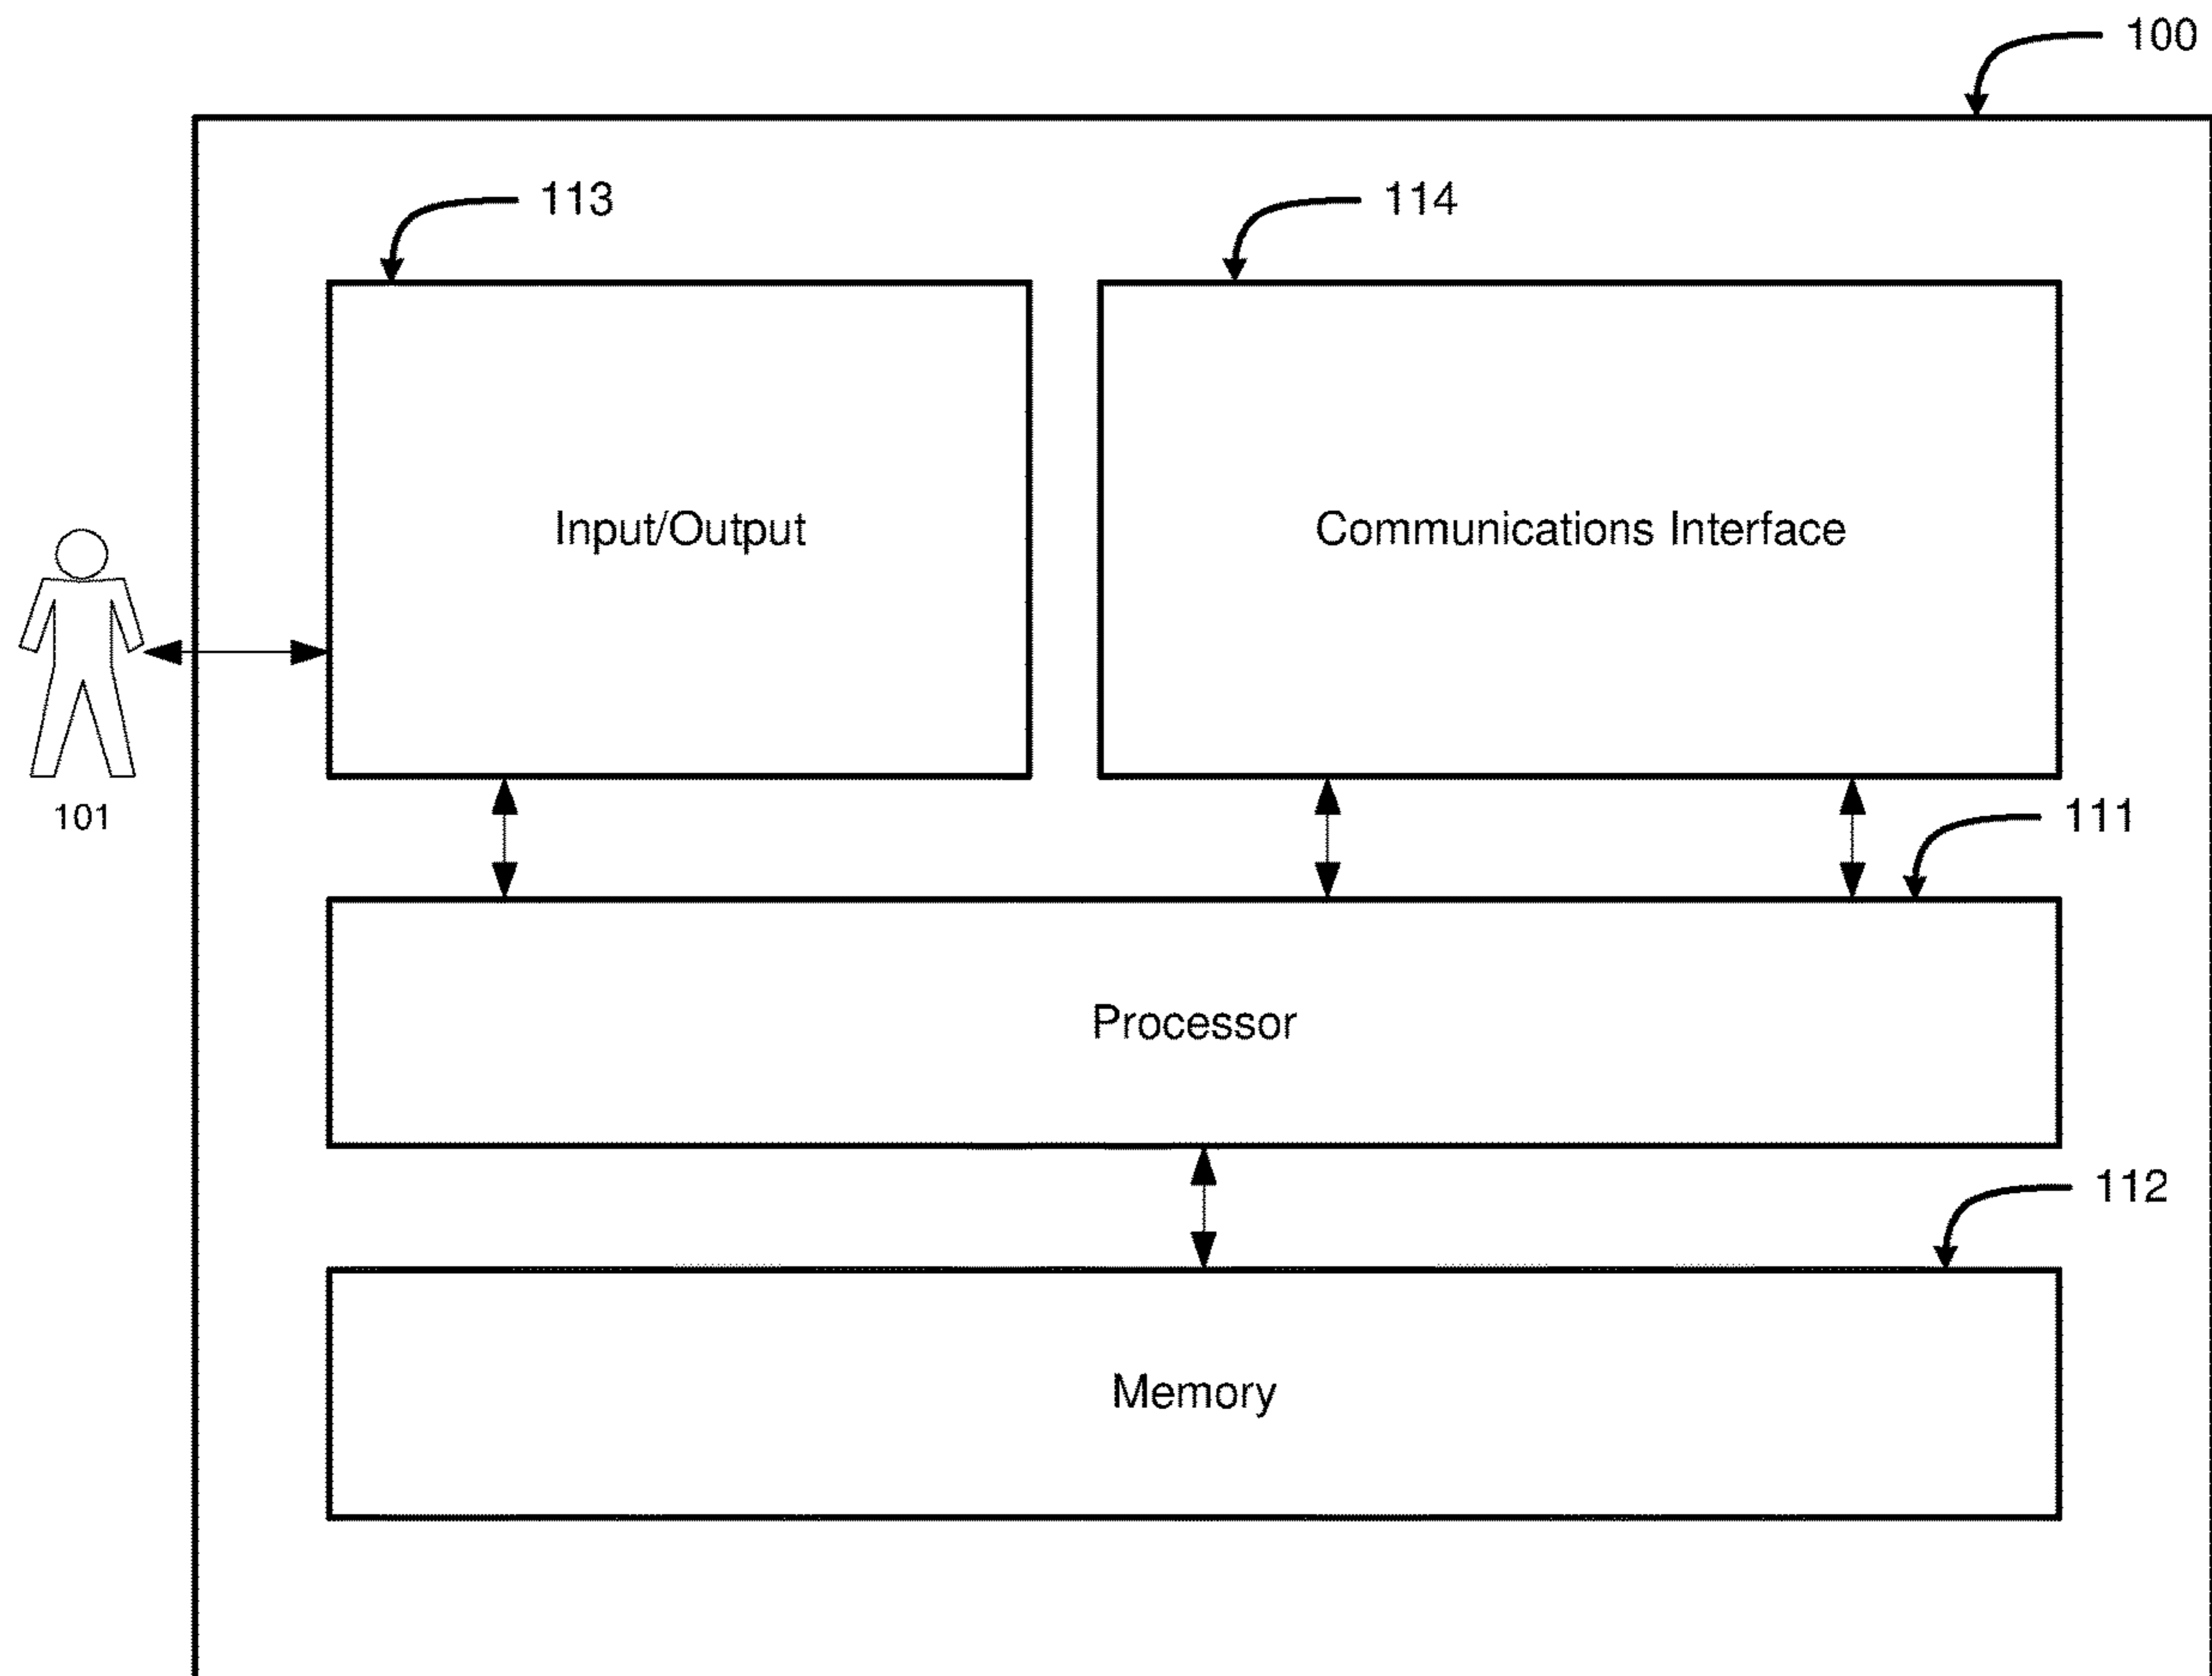 100
113
114
Input/Output
Communications Interface
101
111
Processor
112
Memory